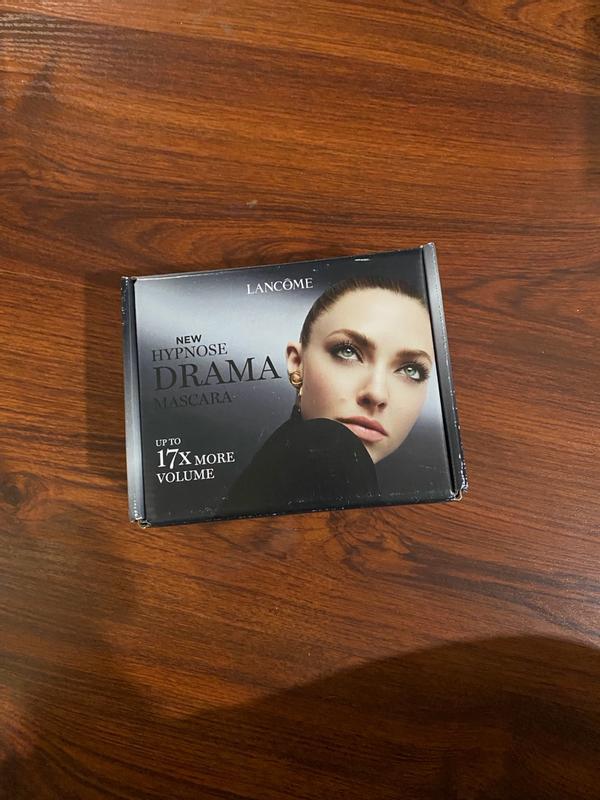 LANCÔME
NEW
HYPNOSE
DRAMA
MASCARA
UP TO
17X MORE
VOLUME